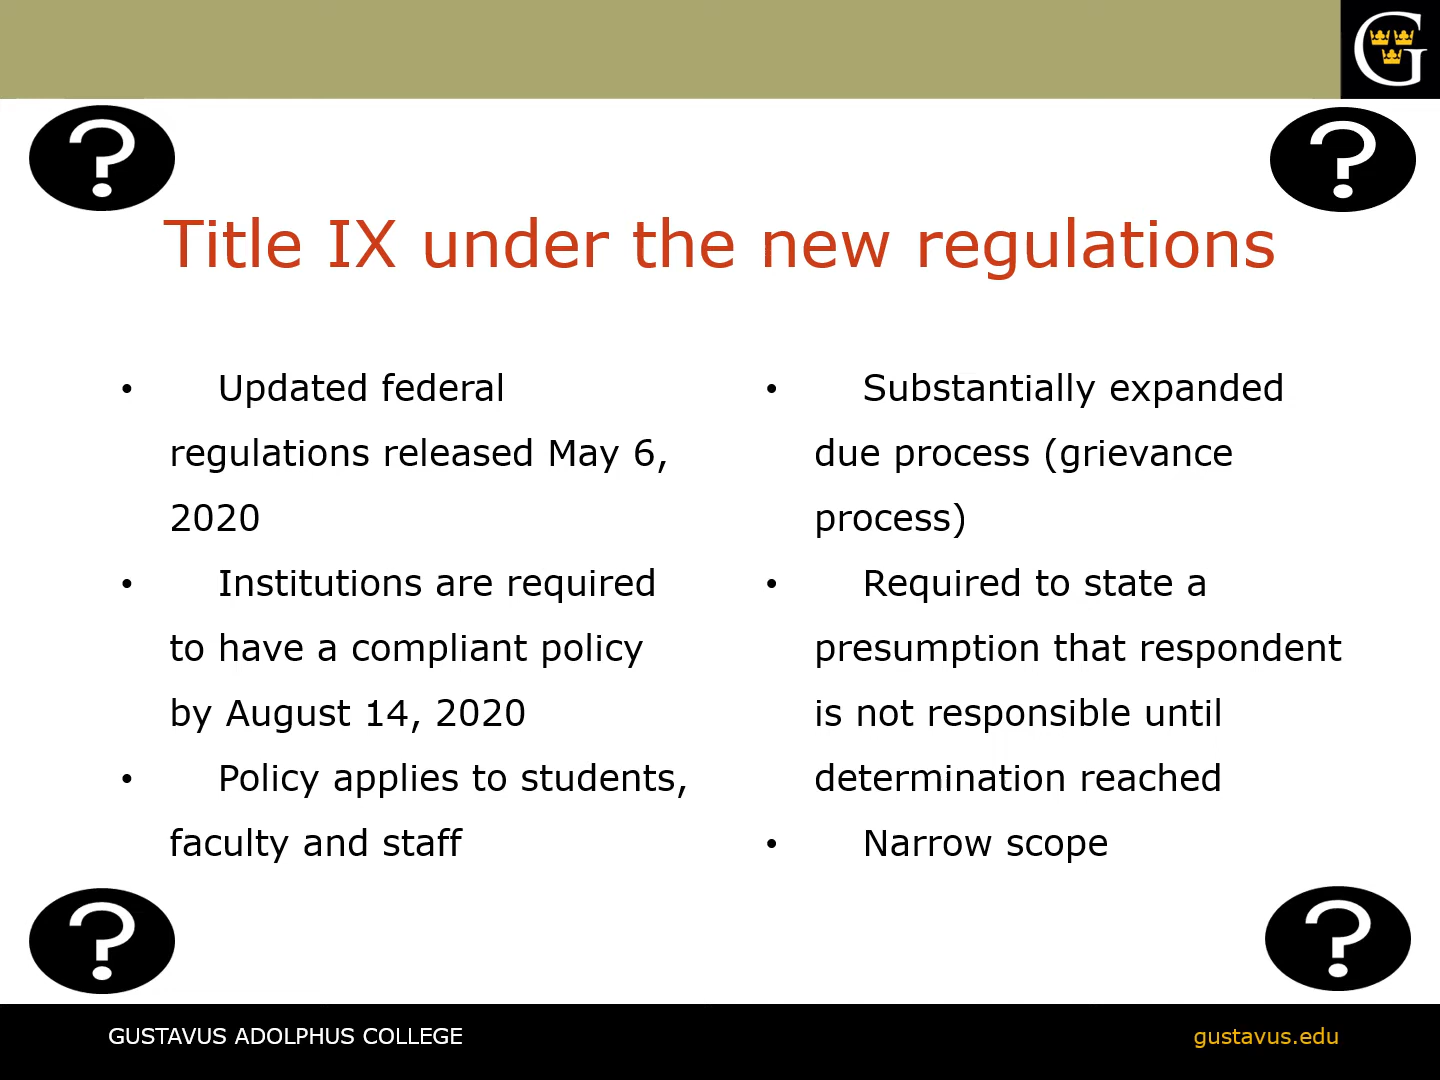 G
?
?
Title IX under the new regulations
• Updated federal
regulations released May 6,
2020
• Institutions are required
to have a compliant policy
by August 14, 2020
• Policy applies to students,
faculty and staff
• Substantially expanded
due process (grievance
process)
• Required to state a
presumption that respondent
is not responsible until
determination reached
• Narrow scope
?
?
GUSTAVUS ADOLPHUS COLLEGE
gustavus.edu